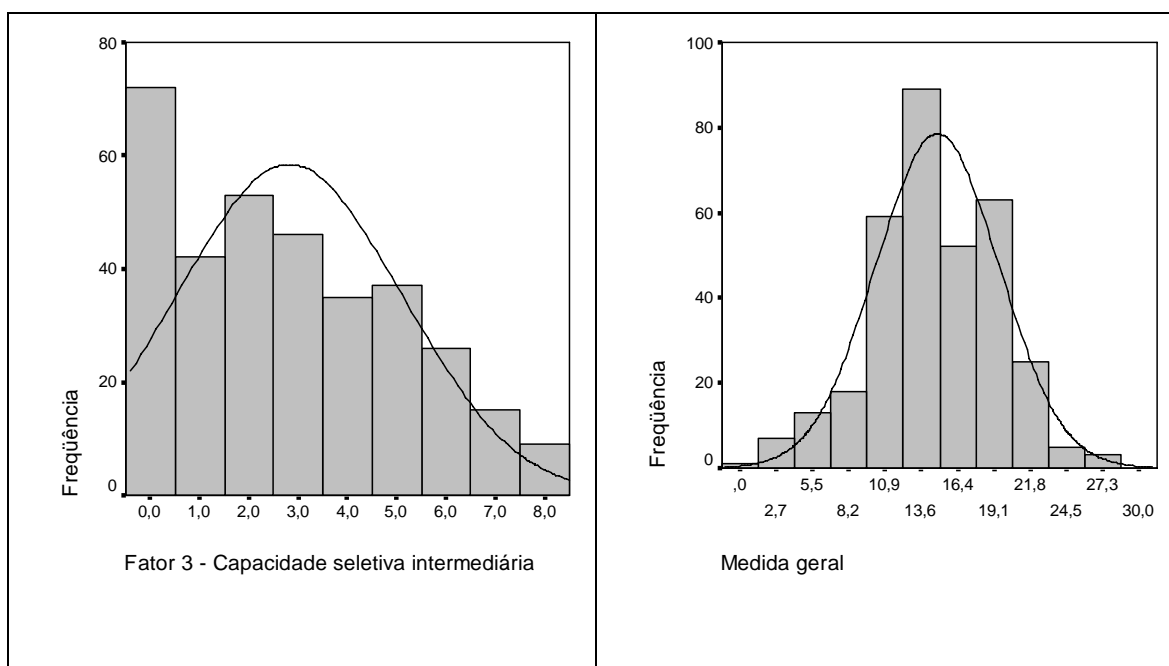 80
60
40
20
0
Freqüência
0,0 1,0 2,0 3,0 4,0 5,0 6,0 7,0 8,0
Fator 3 - Capacidade seletiva intermediária
100
80
60
40
20
0
Freqüência
,0 5,5 10,9 16,4 21,8 27,3
2,7 8,2 13,6 19,1 24,5 30,0
Medida geral